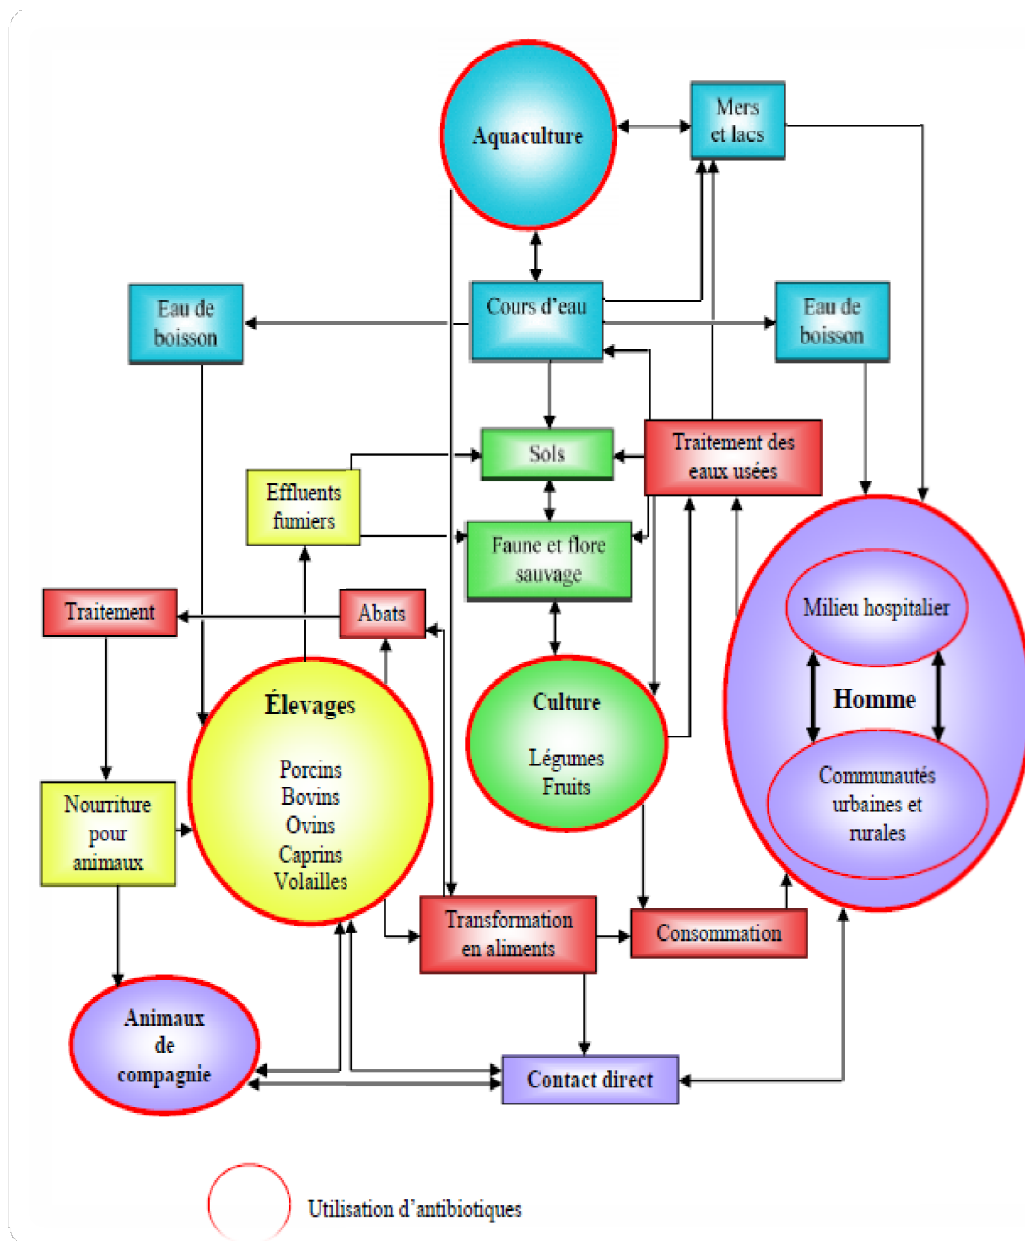 Mers
et lacs
Aquaculture
Eau de
boisson
Cours d’eau
Eau de
boisson
Sols
Traitement des
eaux usées
Effluents
fumiers
Faune et flore
sauvage
Traitement
Abats
Milieu hospitalier
Élevages
Porcins
Bovins
Ovins
Caprins
Volailles
Culture
Légumes
Fruits
Homme
Communautés
urbaines et
rurales
Nourriture
pour
animaux
Transformation
en aliments
Consommation
Animaux
de
compagnie
Contact direct
Utilisation d’antibiotiques